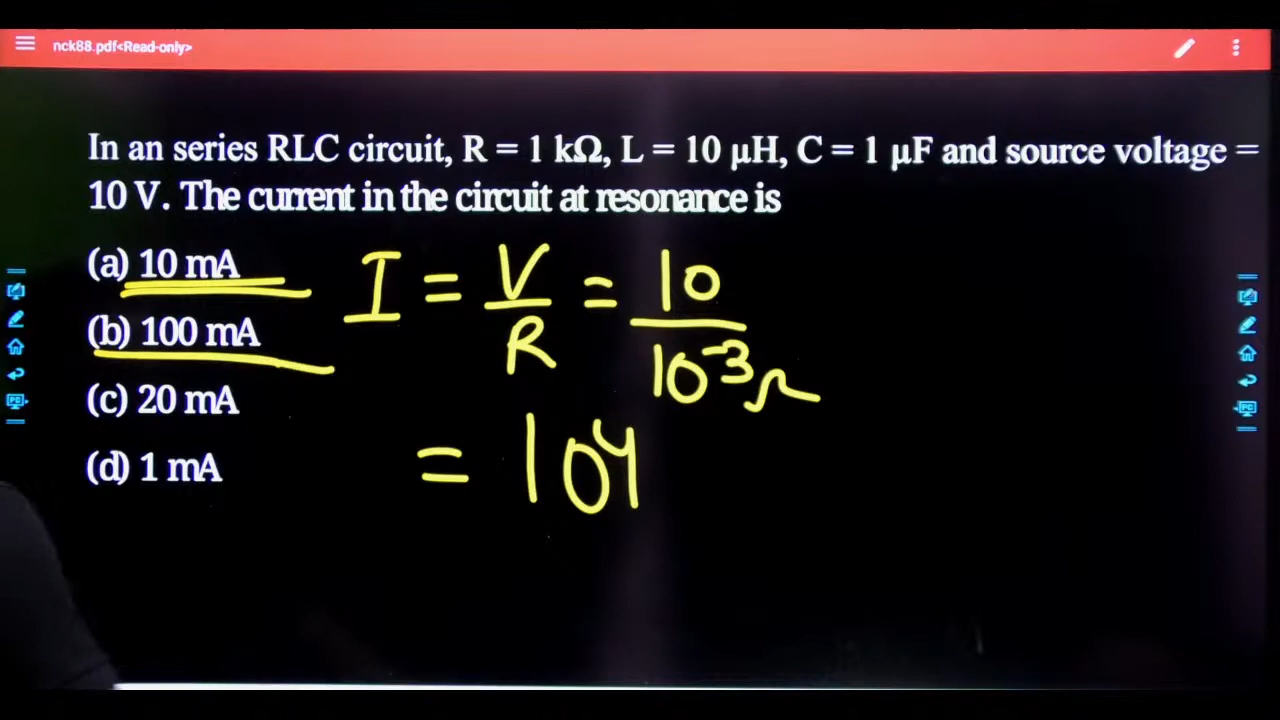 nck88.pdf<Read-only>
In an series RLC circuit, R = 1 kΩ, L = 10 μH, C = 1 μF and source voltage =
10 V. The current in the circuit at resonance is
(a) 10 mA
(b) 100 mA
(c) 20 mA
(d) 1 mA
I = V/R = 10/10⁻³Ω
= 10⁴
PC
PC